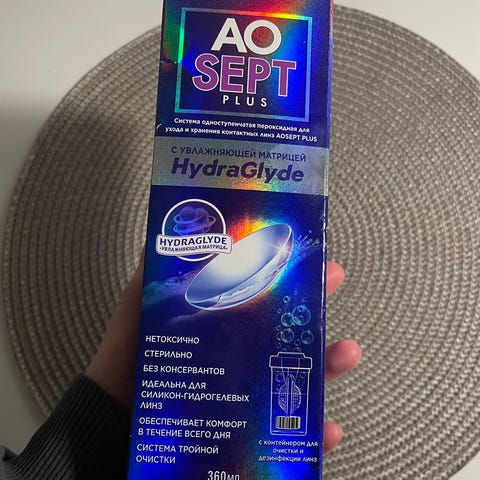 AO
SEPT
PLUS
Система одноступенчатая пероксидная для
ухода и хранения контактных линз AOSEPT PLUS
С УВЛАЖНЯЮЩЕЙ МАТРИЦЕЙ
HydraGlyde
HYDRAGLYDE
•УВЛАЖНЯЮЩАЯ МАТРИЦА•
НЕТОКСИЧНО
СТЕРИЛЬНО
БЕЗ КОНСЕРВАНТОВ
ИДЕАЛЬНА ДЛЯ
СИЛИКОН-ГИДРОГЕЛЕВЫХ
ЛИНЗ
ОБЕСПЕЧИВАЕТ КОМФОРТ
В ТЕЧЕНИЕ ВСЕГО ДНЯ
СИСТЕМА ТРОЙНОЙ
ОЧИСТКИ
с контейнером для
очистки и
дезинфекции линз
360мл